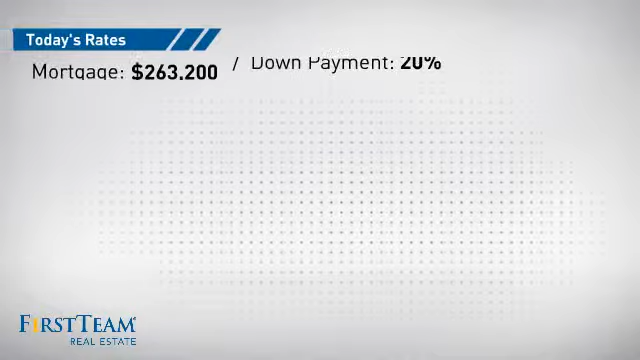 Today's Rates
Mortgage: $263,200 / Down Payment: 20%
FIRSTTEAM®
REAL ESTATE